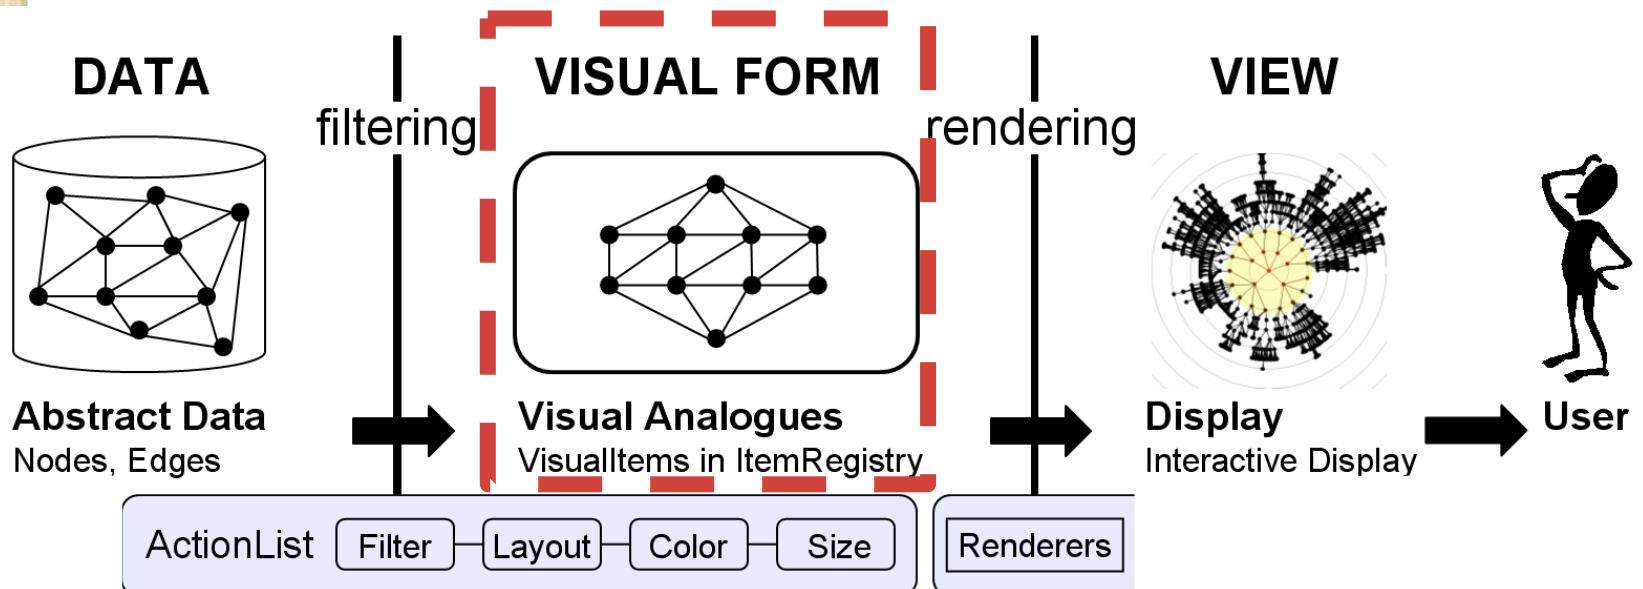 DATA
filtering
VISUAL FORM
rendering
VIEW
Abstract Data
Nodes, Edges
Visual Analogues
VisualItems in ItemRegistry
Display
Interactive Display
User
ActionList
Filter
Layout
Color
Size
Renderers